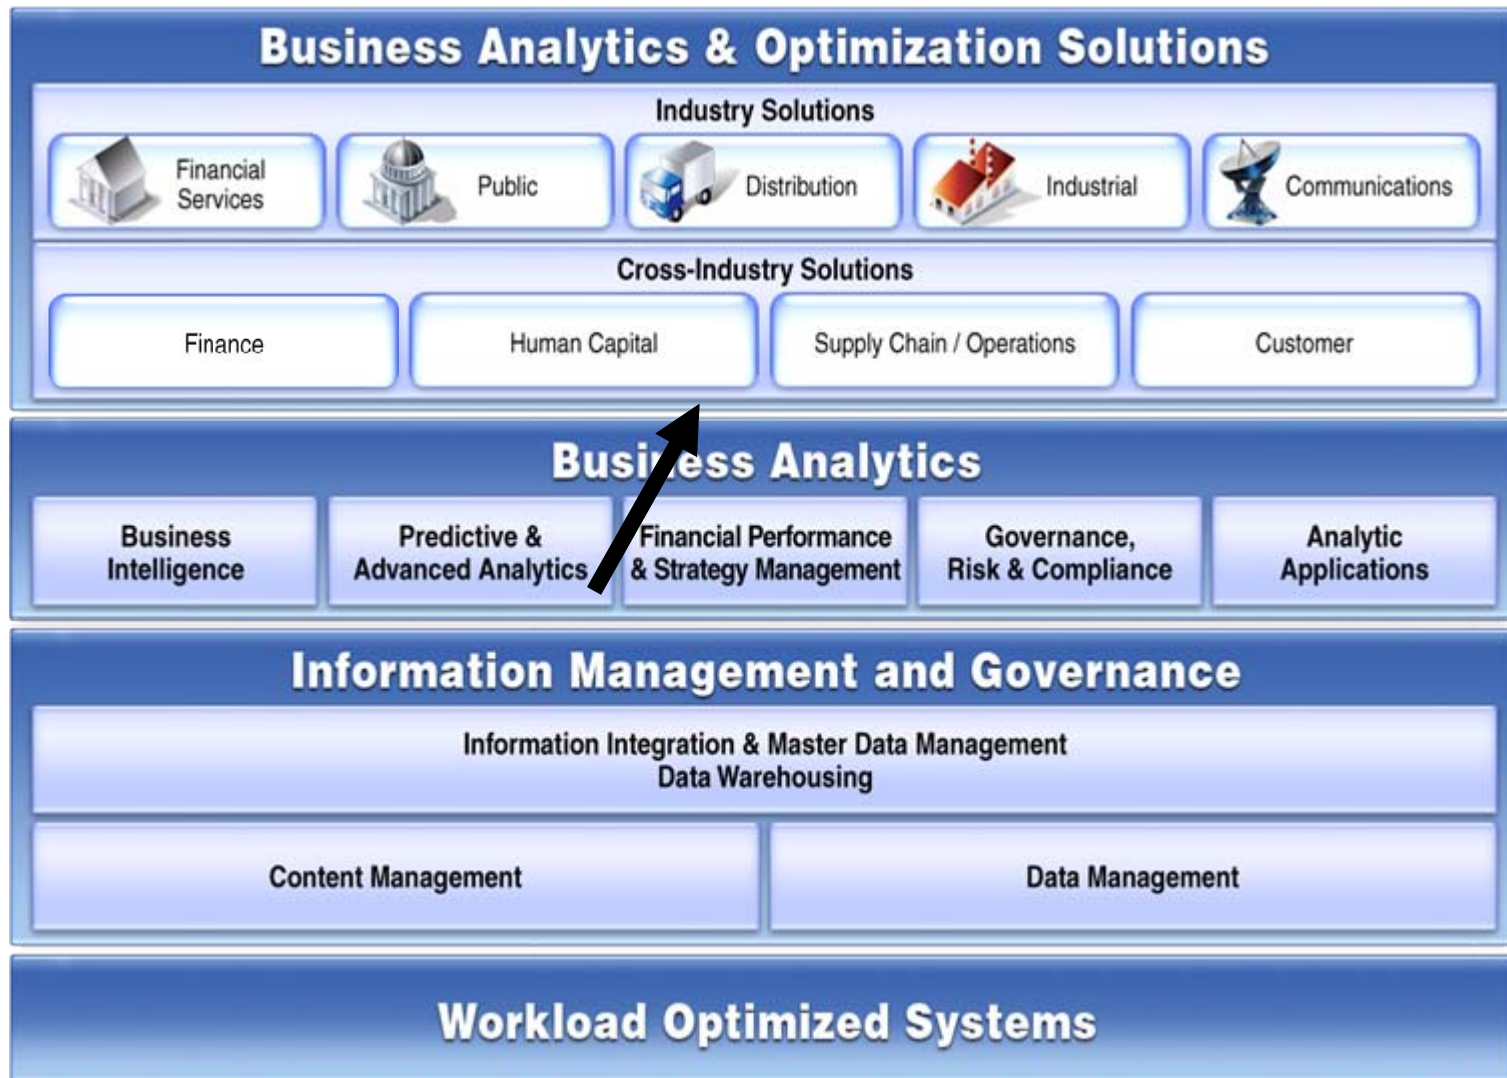 Business Analytics & Optimization Solutions
Industry Solutions
Financial
Services
Public
Distribution
Industrial
Communications
Cross-Industry Solutions
Finance
Human Capital
Supply Chain / Operations
Customer
Business Analytics
Business
Intelligence
Predictive &
Advanced Analytics
Financial Performance
& Strategy Management
Governance,
Risk & Compliance
Analytic
Applications
Information Management and Governance
Information Integration & Master Data Management
Data Warehousing
Content Management
Data Management
Workload Optimized Systems